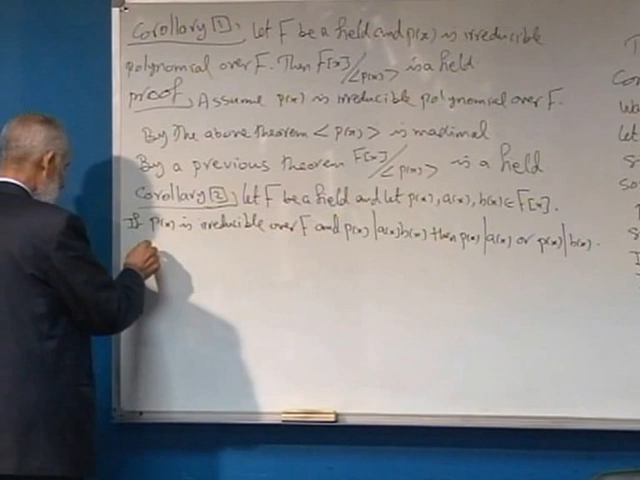 Corollary [1]: Let F be a field and p(x) is irreducible
polynomial over F. Then F[x]/<p(x)> is a field
proof, Assume p(x) is irreducible polynomial over F.
By the above theorem <p(x)> is maximal
By a previous theorem F[x]/<p(x)> is a field
Corollary [2]: let F be a field and let p(x), a(x), b(x) ∈ F[x].
If p(x) is irreducible over F and p(x) | a(x)b(x) then p(x) | a(x) or p(x) | b(x).